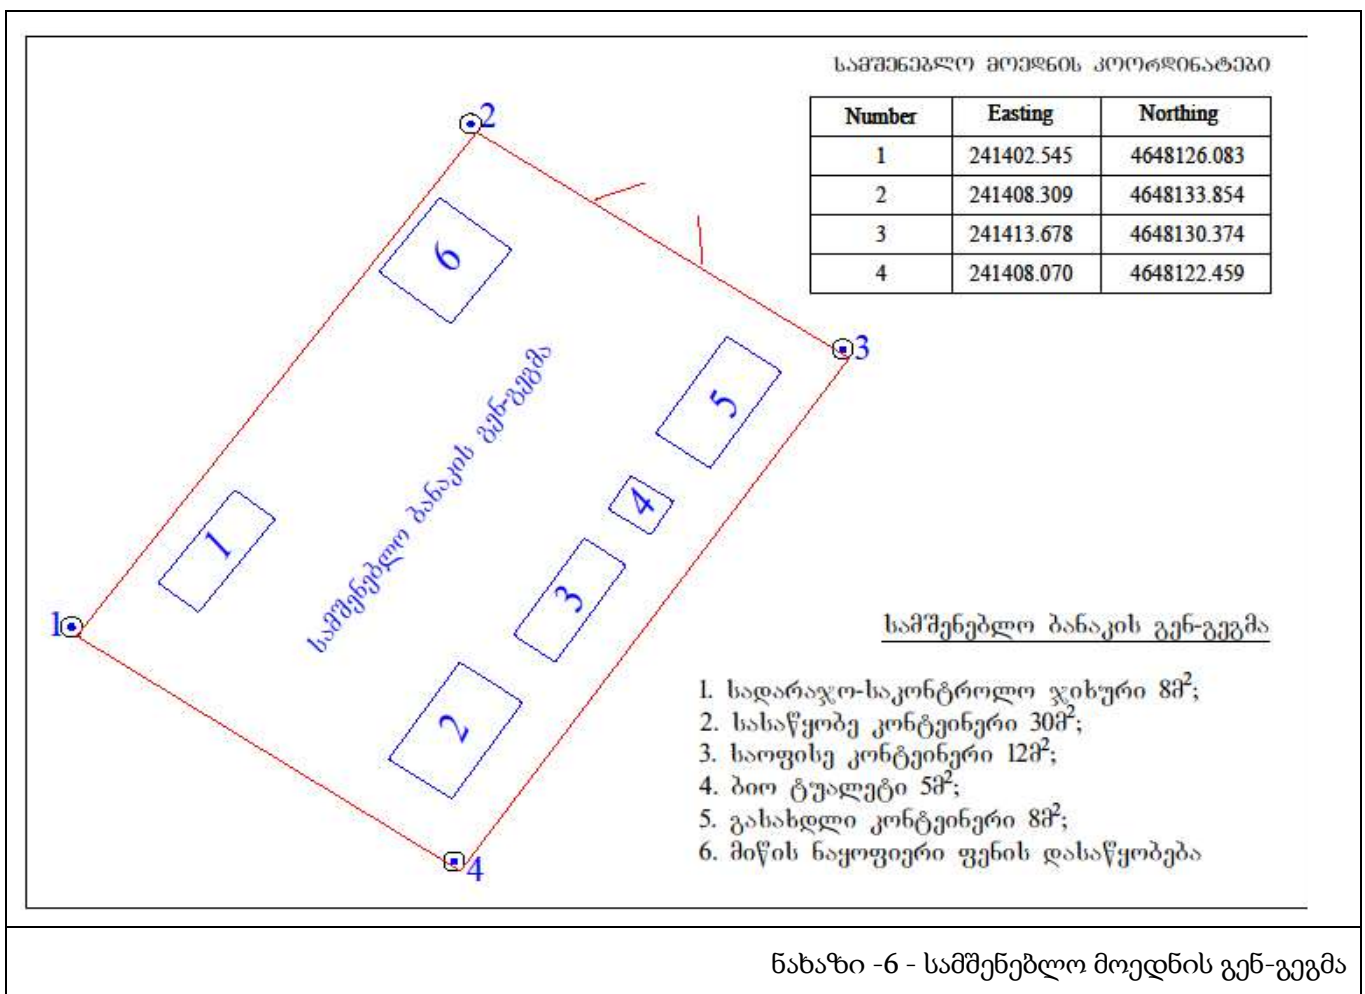 სამშენებლო მოედნის კოორდინატები
Number Easting Northing
1 241402.545 4648126.083
2 241408.309 4648133.854
3 241413.678 4648130.374
4 241408.070 4648122.459
2
6
3
5
სამშენებლო ბანაკის გენ-გეგმა
4
1
3
1
2
4
სამშენებლო ბანაკის გენ-გეგმა
1. სადარაჯო-საკონტროლო ჯიხური 8მ²;
2. სასაწყობე კონტეინერი 30მ²;
3. საოფისე კონტეინერი 12მ²;
4. ბიო ტუალეტი 5მ²;
5. გასახდლი კონტეინერი 8მ²;
6. მიწის ნაყოფიერი ფენის დასაწყობება
ნახაზი -6 - სამშენებლო მოედნის გენ-გეგმა